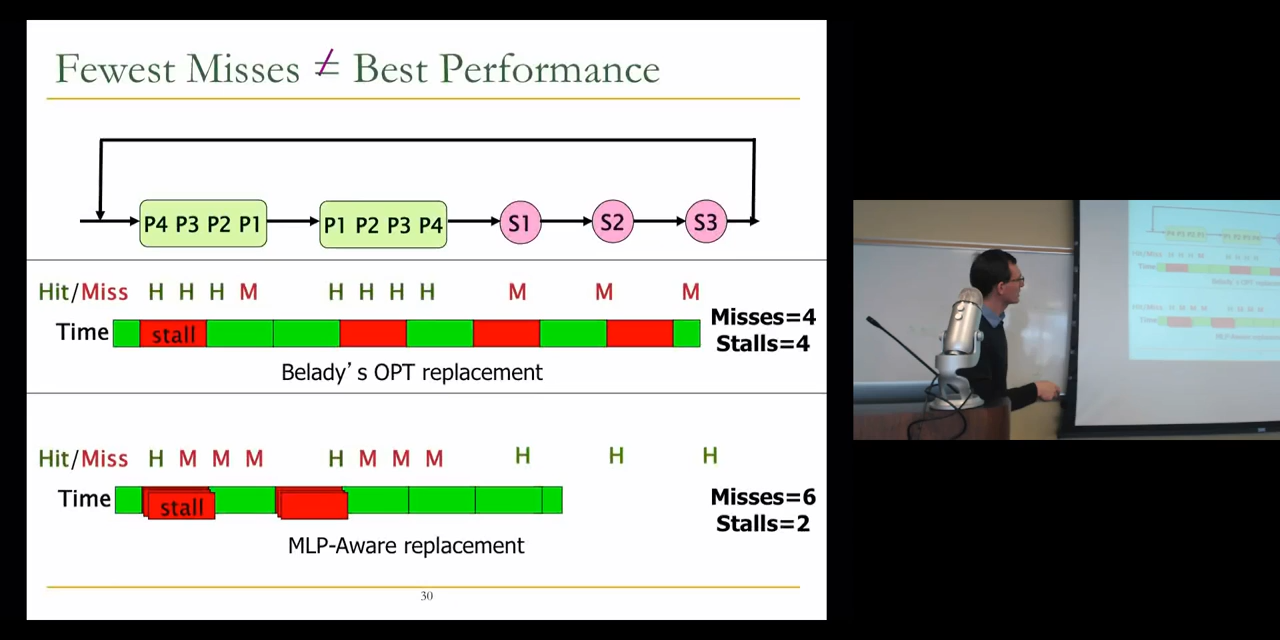 Fewest Misses ≠ Best Performance
P4 P3 P2 P1 P1 P2 P3 P4 S1 S2 S3
Hit/Miss H H H M H H H H M M M
Time stall Misses=4
Stalls=4
Belady's OPT replacement
Hit/Miss H M M M H M M M H H H
Time stall Misses=6
Stalls=2
MLP-Aware replacement
30